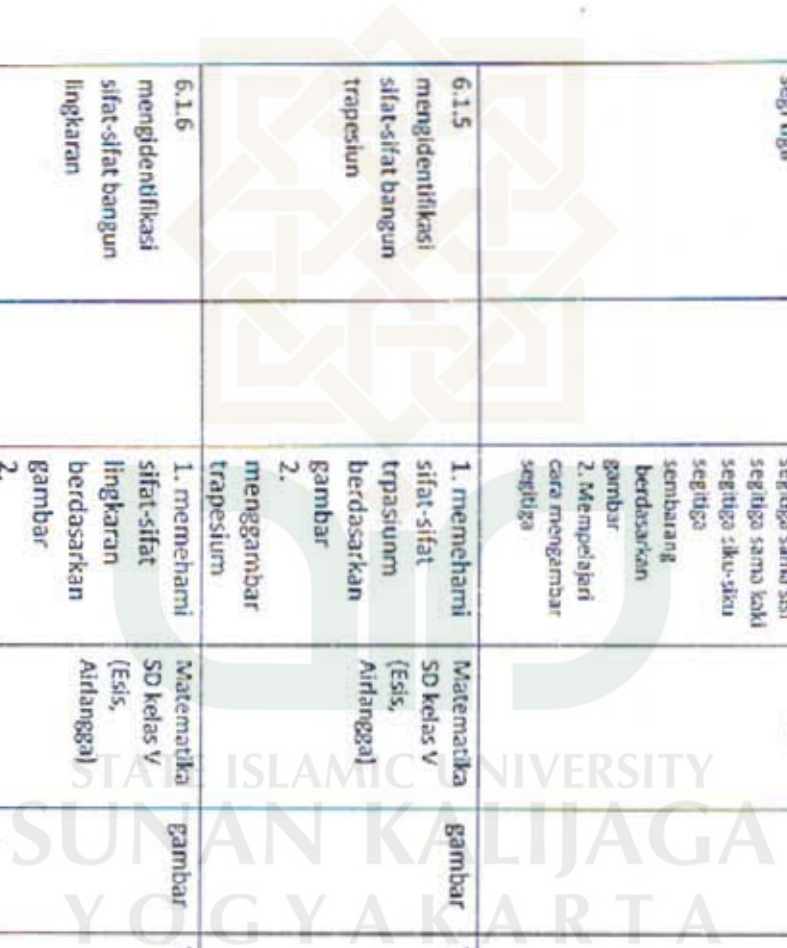 segitiga sama kaki
segitiga siku-siku
segitiga
sembarang
berdasarkan
gambar
2. Mempelajari
cara mengambar
segitiga
6.1.5
mengidentifikasi
sifat-sifat bangun
trapesiun
1. memehami
sifat-sifat
trpasiunm
berdasarkan
gambar
2.
menggambar
trapesium
Matematika
SD kelas V
(Esis,
Airlangga)
gambar
6.1.6
mengidentifikasi
sifat-sifat bangun
lingkaran
1. memehami
sifat-sifat
lingkaran
berdasarkan
gambar
2.
Matematika
SD kelas V
(Esis,
Airlangga)
gambar
STATE ISLAMIC UNIVERSITY
SUNAN KALIJAGA
YOGYAKARTA